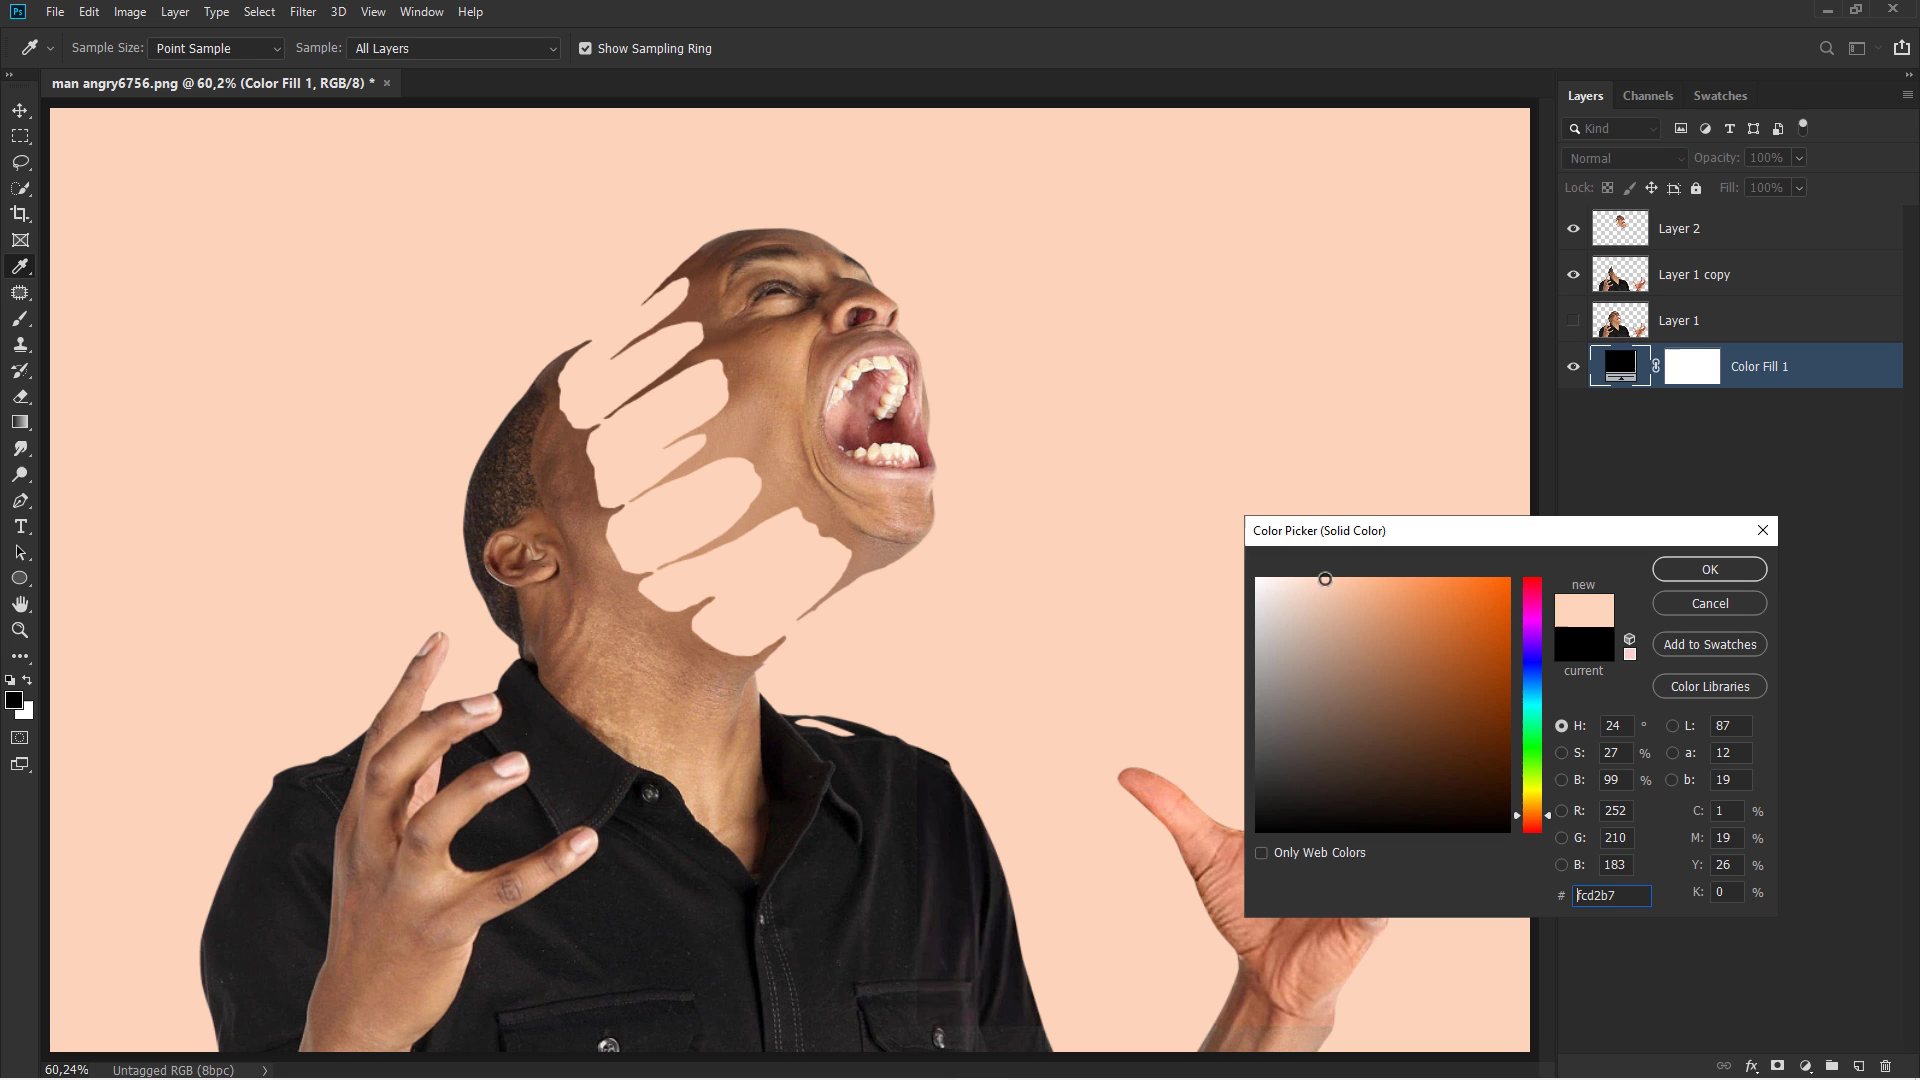 Ps File Edit Image Layer Type Select Filter 3D View Window Help
Sample Size: Point Sample Sample: All Layers Show Sampling Ring
man angry6756.png @ 60,2% (Color Fill 1, RGB/8) * ×
Layers Channels Swatches
Kind
Normal Opacity: 100%
Lock: Fill: 100%
Layer 2
Layer 1 copy
Layer 1
Color Fill 1
Color Picker (Solid Color)
new
current
OK
Cancel
Add to Swatches
Color Libraries
H: 24 ° L: 87
S: 27 % a: 12
B: 99 % b: 19
R: 252 C: 1 %
G: 210 M: 19 %
B: 183 Y: 26 %
# fcd2b7 K: 0 %
Only Web Colors
60,24% Untagged RGB (8bpc)